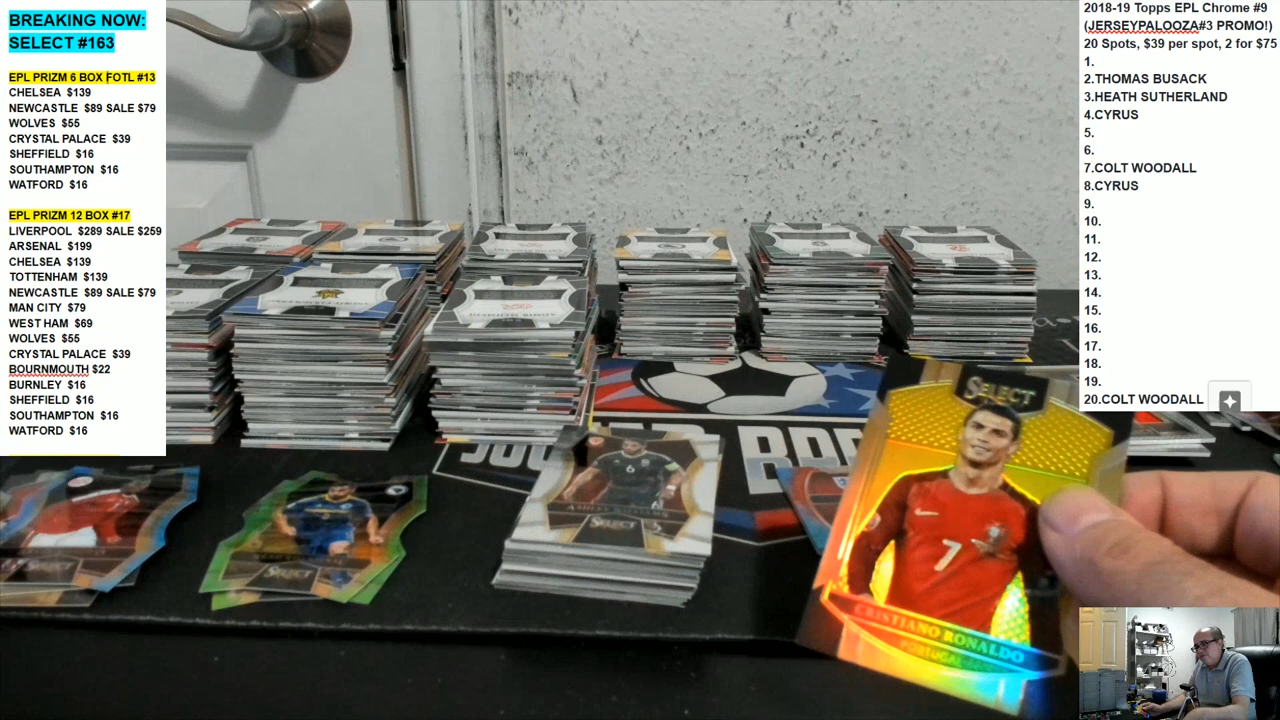 BREAKING NOW:
SELECT #163
EPL PRIZM 6 BOX FOTL #13
CHELSEA $139
NEWCASTLE $89 SALE $79
WOLVES $55
CRYSTAL PALACE $39
SHEFFIELD $16
SOUTHAMPTON $16
WATFORD $16
EPL PRIZM 12 BOX #17
LIVERPOOL $289 SALE $259
ARSENAL $199
CHELSEA $139
TOTTENHAM $139
NEWCASTLE $89 SALE $79
MAN CITY $79
WEST HAM $69
WOLVES $55
CRYSTAL PALACE $39
BOURNMOUTH $22
BURNLEY $16
SHEFFIELD $16
SOUTHAMPTON $16
WATFORD $16
2018-19 Topps EPL Chrome #9
(JERSEYPALOOZA#3 PROMO!)
20 Spots, $39 per spot, 2 for $75
1.
2.THOMAS BUSACK
3.HEATH SUTHERLAND
4.CYRUS
5.
6.
7.COLT WOODALL
8.CYRUS
9.
10.
11.
12.
13.
14.
15.
16.
17.
18.
19.
20.COLT WOODALL
SELECT
7
CRISTIANO RONALDO
PORTUGAL
6
ASHLEY WILLIAMS
SELECT
SELECT